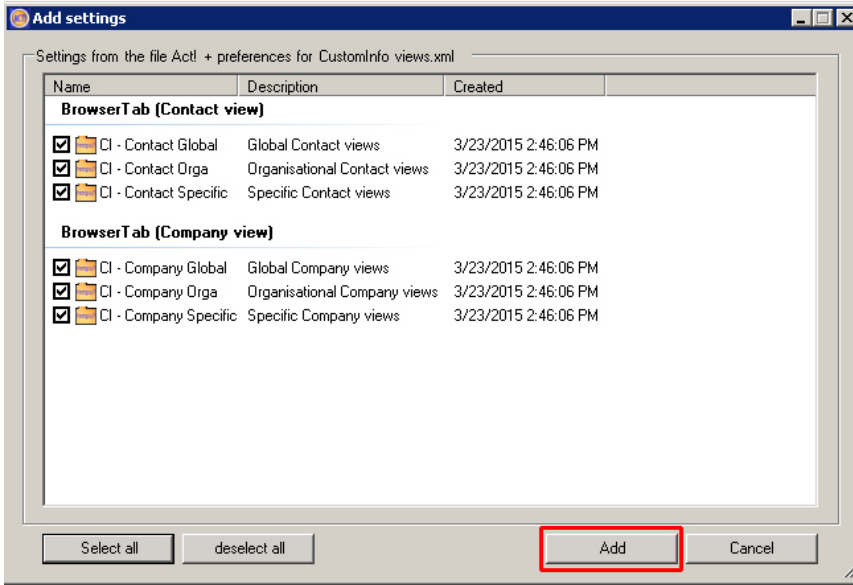 Add settings
Settings from the file Act! + preferences for CustomInfo views.xml
Name Description Created
BrowserTab (Contact view)
CI - Contact Global Global Contact views 3/23/2015 2:46:06 PM
CI - Contact Orga Organisational Contact views 3/23/2015 2:46:06 PM
CI - Contact Specific Specific Contact views 3/23/2015 2:46:06 PM
BrowserTab (Company view)
CI - Company Global Global Company views 3/23/2015 2:46:06 PM
CI - Company Orga Organisational Company views 3/23/2015 2:46:06 PM
CI - Company Specific Specific Company views 3/23/2015 2:46:06 PM
Select all deselect all Add Cancel